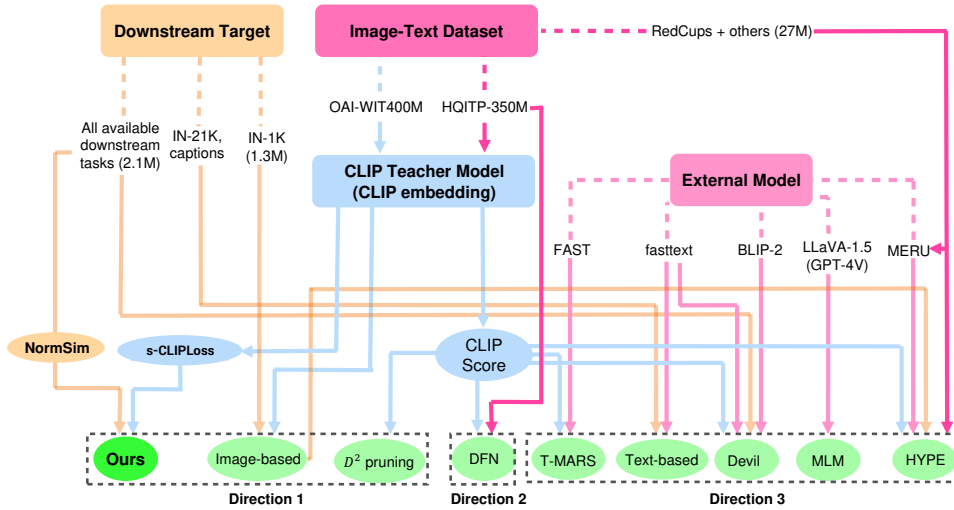 Downstream Target
Image-Text Dataset
RedCups + others (27M)
OAI-WIT400M
HQITP-350M
All available
downstream
tasks (2.1M)
IN-21K,
captions
IN-1K
(1.3M)
CLIP Teacher Model
(CLIP embedding)
External Model
FAST
fasttext
BLIP-2
LLaVA-1.5
(GPT-4V)
MERU
NormSim
s-CLIPLoss
CLIP
Score
Ours
Image-based
D² pruning
DFN
T-MARS
Text-based
Devil
MLM
HYPE
Direction 1
Direction 2
Direction 3